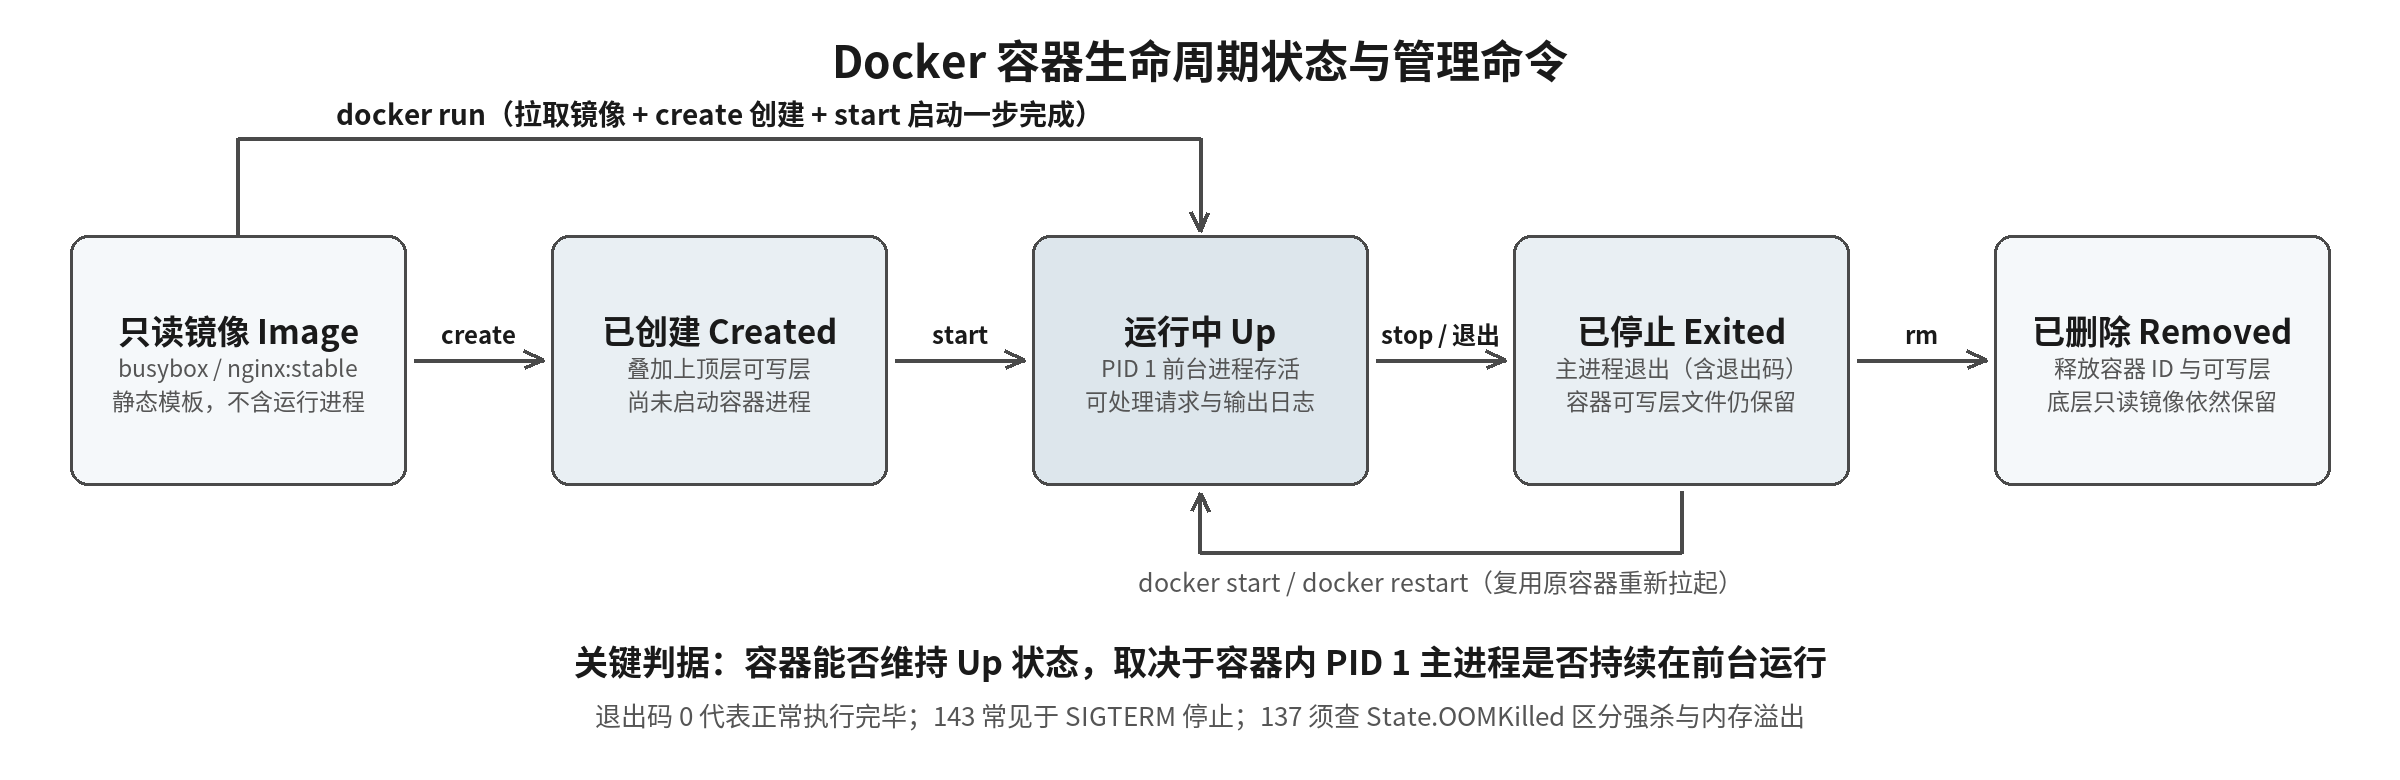 Docker 容器生命周期状态与管理命令
docker run（拉取镜像 + create 创建 + start 启动一步完成）
只读镜像 Image
busybox / nginx:stable
静态模板，不含运行进程
create
已创建 Created
叠加上顶层可写层
尚未启动容器进程
start
运行中 Up
PID 1 前台进程存活
可处理请求与输出日志
stop / 退出
已停止 Exited
主进程退出（含退出码）
容器可写层文件仍保留
rm
已删除 Removed
释放容器 ID 与可写层
底层只读镜像依然保留
docker start / docker restart（复用原容器重新拉起）
关键判据：容器能否维持 Up 状态，取决于容器内 PID 1 主进程是否持续在前台运行
退出码 0 代表正常执行完毕；143 常见于 SIGTERM 停止；137 须查 State.OOMKilled 区分强杀与内存溢出